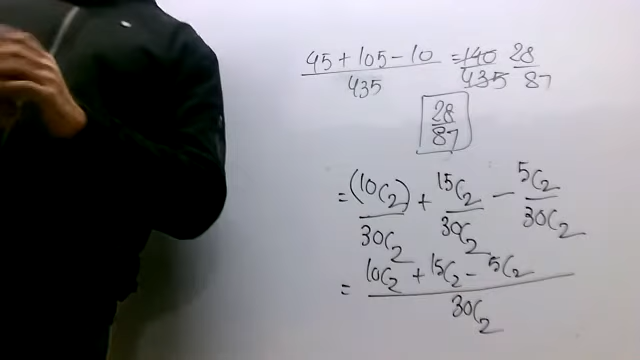 45 + 105 - 10 / 435 = 140 / 435 28 / 87
28 / 87
= (10C2) / 30C2 + 15C2 / 30C2 - 5C2 / 30C2
= 10C2 + 15C2 - 5C2 / 30C2